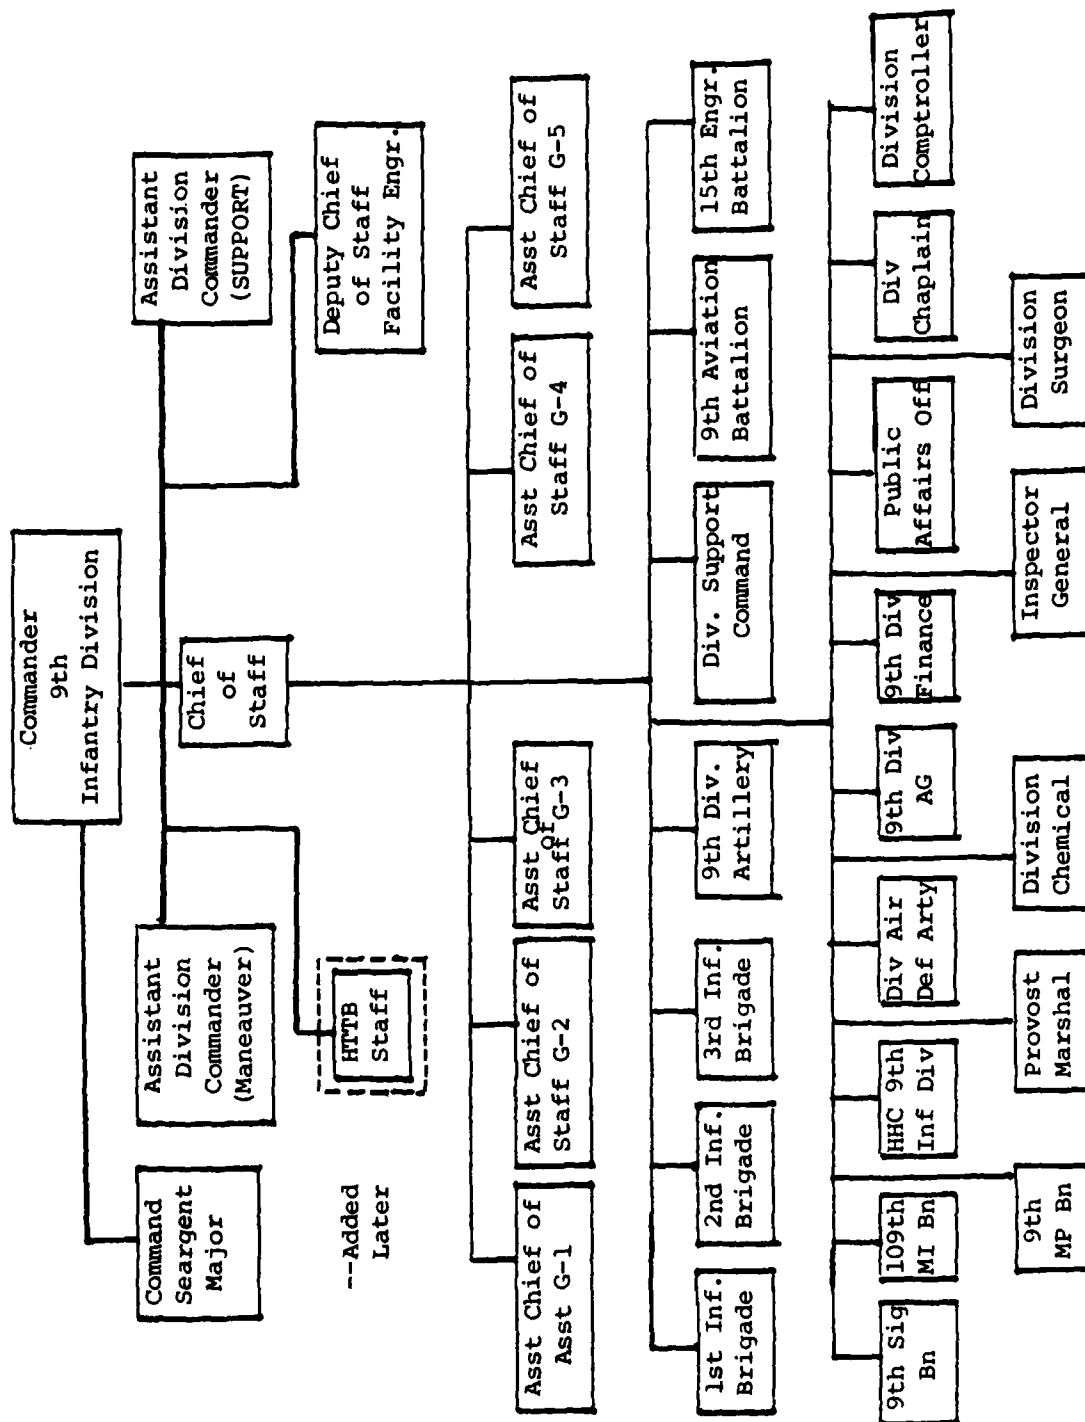 Commander
9th
Infantry Division
Command
Seargent
Major
Assistant
Division
Commander
(Maneauver)
Chief
of
Staff
Assistant
Division
Commander
(SUPPORT)
--Added
Later
HTTB
Staff
Deputy Chief
of Staff
Facility Engr.
Asst Chief of
Asst G-1
Asst Chief of
Staff G-2
Asst Chief
of
Staff G-3
Asst Chief of
Staff G-4
Asst Chief of
Staff G-5
1st Inf.
Brigade
2nd Inf.
Brigade
3rd Inf.
Brigade
9th Div.
Artillery
Div. Support
Command
9th Aviation
Battalion
15th Engr.
Battalion
9th Sig
Bn
109th
MI Bn
HHC 9th
Inf Div
Div Air
Def Arty
9th Div
AG
9th Div
Finance
Public
Affairs Off
Div
Chaplain
Division
Comptroller
9th
MP Bn
Provost
Marshal
Division
Chemical
Inspector
General
Division
Surgeon